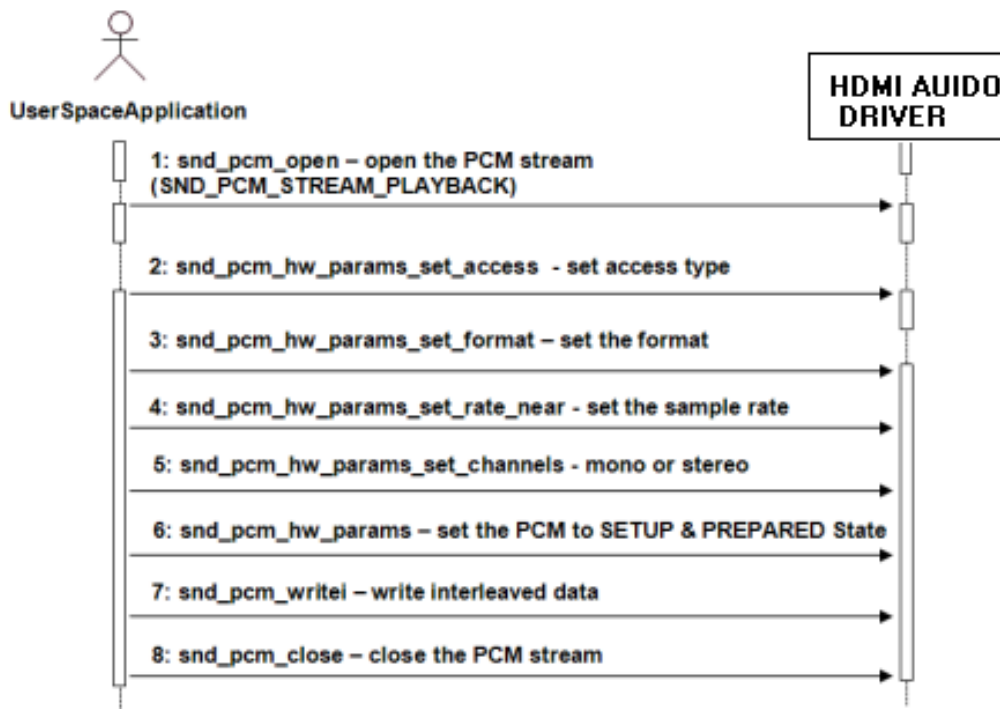 UserSpaceApplication
HDMI AUIDO
DRIVER
1: snd_pcm_open – open the PCM stream
(SND_PCM_STREAM_PLAYBACK)
2: snd_pcm_hw_params_set_access - set access type
3: snd_pcm_hw_params_set_format – set the format
4: snd_pcm_hw_params_set_rate_near - set the sample rate
5: snd_pcm_hw_params_set_channels - mono or stereo
6: snd_pcm_hw_params – set the PCM to SETUP & PREPARED State
7: snd_pcm_writei – write interleaved data
8: snd_pcm_close – close the PCM stream